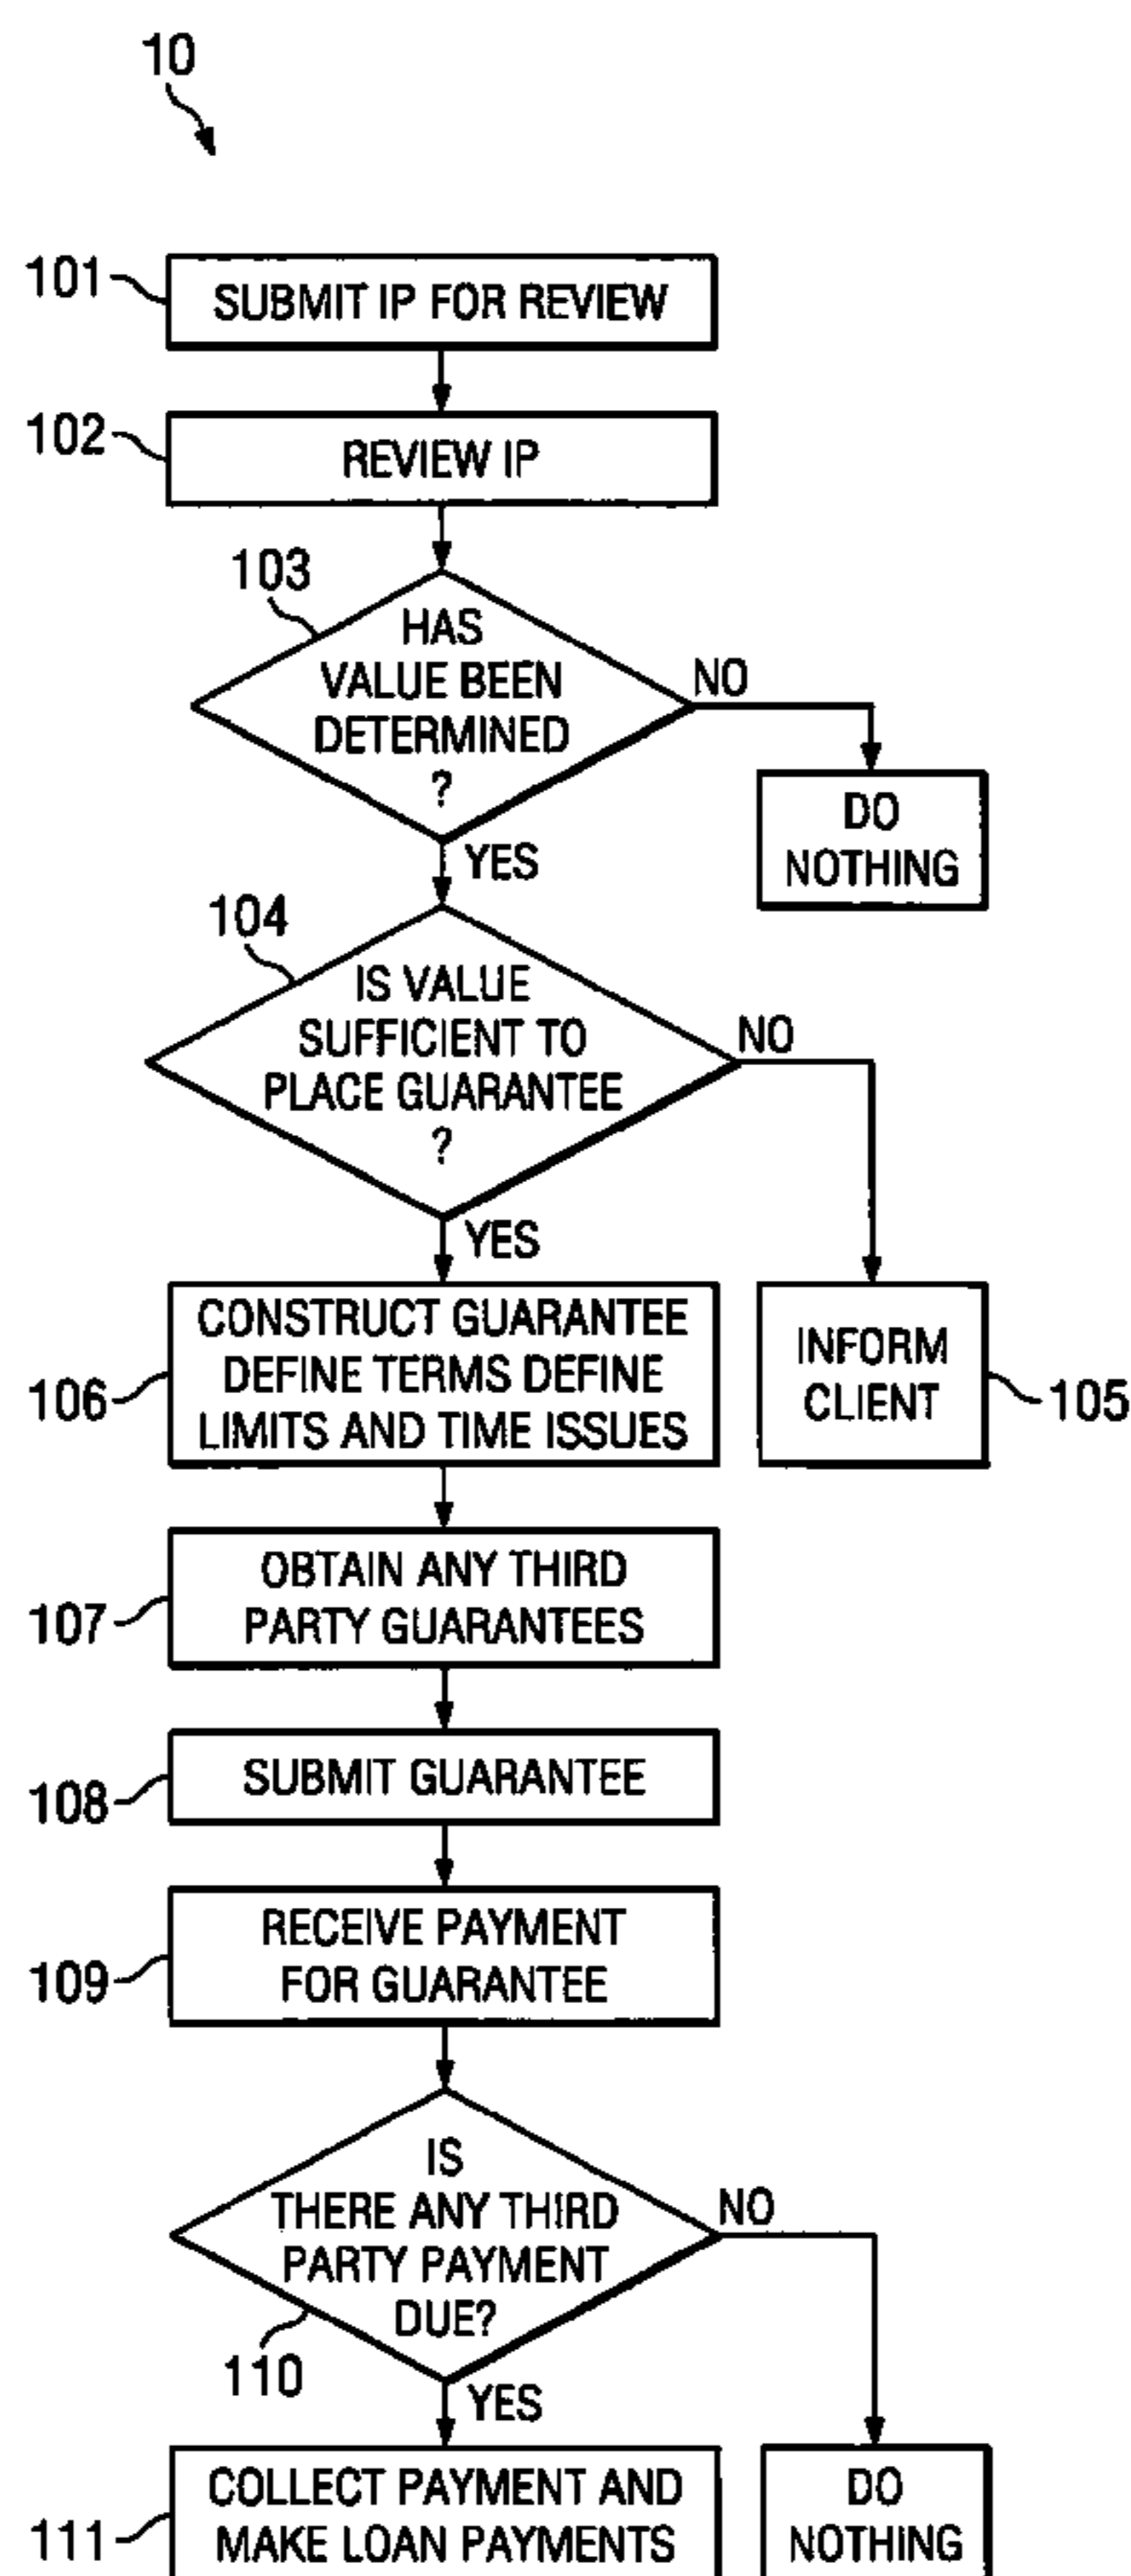 10
101
SUBMIT IP FOR REVIEW
102
REVIEW IP
103
HAS
VALUE BEEN
DETERMINED
?
NO
DO
NOTHING
YES
104
IS VALUE
SUFFICIENT TO
PLACE GUARANTEE
?
NO
YES
CONSTRUCT GUARANTEE
DEFINE TERMS DEFINE
LIMITS AND TIME ISSUES
106
INFORM
CLIENT
105
OBTAIN ANY THIRD
PARTY GUARANTEES
107
SUBMIT GUARANTEE
108
RECEIVE PAYMENT
FOR GUARANTEE
109
IS
THERE ANY THIRD
PARTY PAYMENT
DUE?
NO
110
YES
COLLECT PAYMENT AND
MAKE LOAN PAYMENTS
111
DO
NOTHING